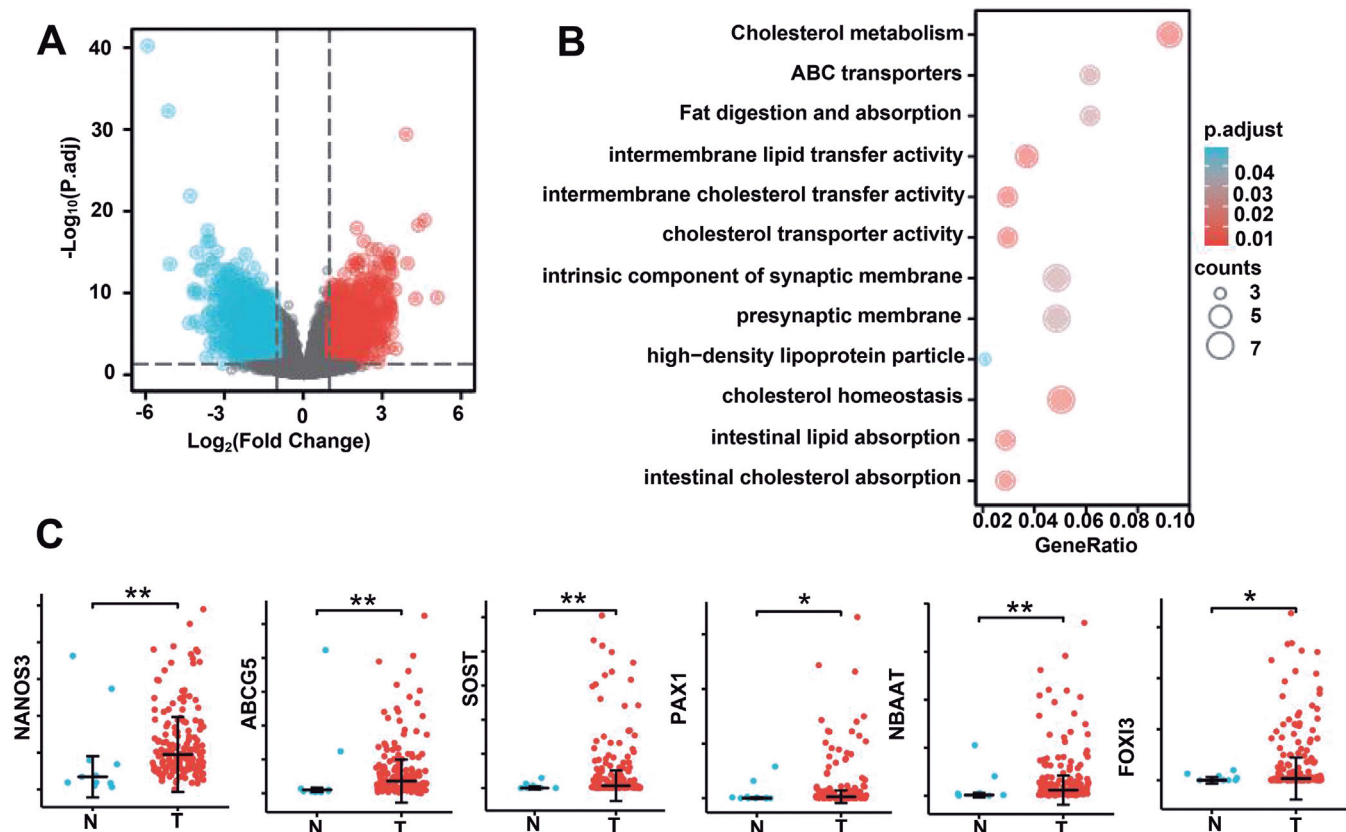 A
-Log10(P.adj)
40
30
20
10
0
-6
-3
0
3
6
Log2(Fold Change)
B
Cholesterol metabolism
ABC transporters
Fat digestion and absorption
intermembrane lipid transfer activity
intermembrane cholesterol transfer activity
cholesterol transporter activity
intrinsic component of synaptic membrane
presynaptic membrane
high−density lipoprotein particle
cholesterol homeostasis
intestinal lipid absorption
intestinal cholesterol absorption
0.02 0.04 0.06 0.08 0.10
GeneRatio
p.adjust
0.04
0.03
0.02
0.01
counts
3
5
7
C
NANOS3
**
N T
ABCG5
**
N T
SOST
**
N T
PAX1
*
N T
NBAAT
**
N T
FOXI3
*
N T